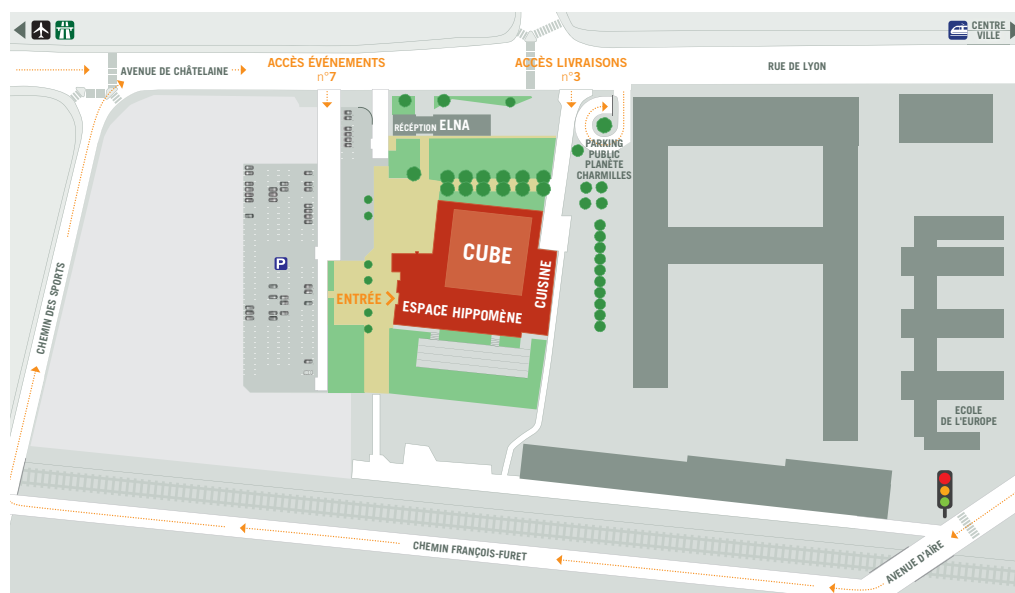 CENTRE
VILLE
AVENUE DE CHÂTELAINE
ACCÈS ÉVÉNEMENTS
n°7
ACCÈS LIVRAISONS
n°3
RUE DE LYON
RÉCÉPTION ELNA
PARKING
PUBLIC
PLANÈTE
CHARMILLES
CUBE
CUISINE
P
ENTRÉE
ESPACE HIPPOMÈNE
CHEMIN DES SPORTS
ECOLE
DE L'EUROPE
CHEMIN FRANÇOIS-FURET
AVENUE D'AÏRE